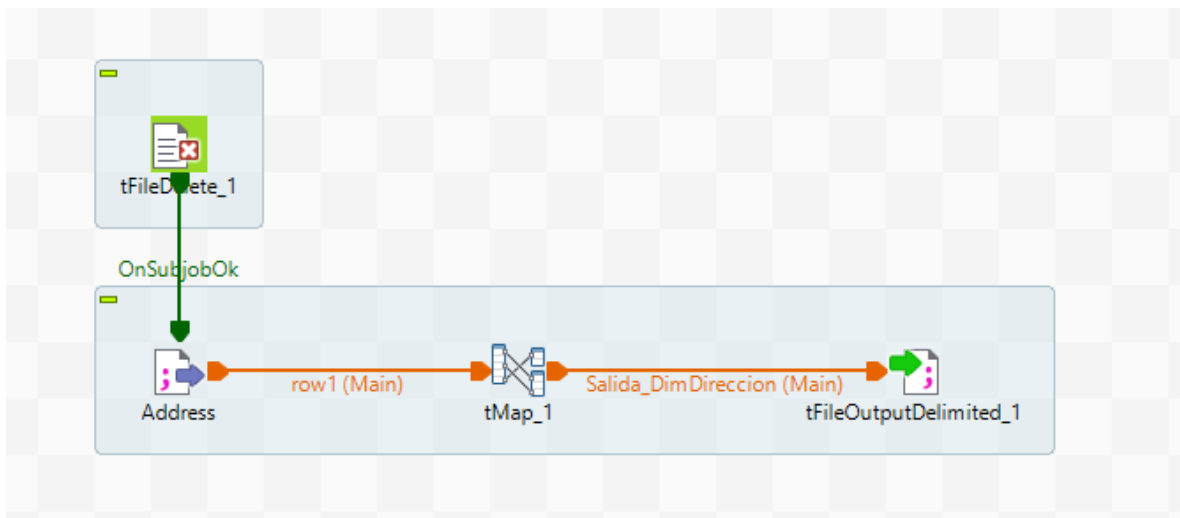 tFileDelete_1
OnSubjobOk
row1 (Main)
Salida_DimDireccion (Main)
Address
tMap_1
tFileOutputDelimited_1